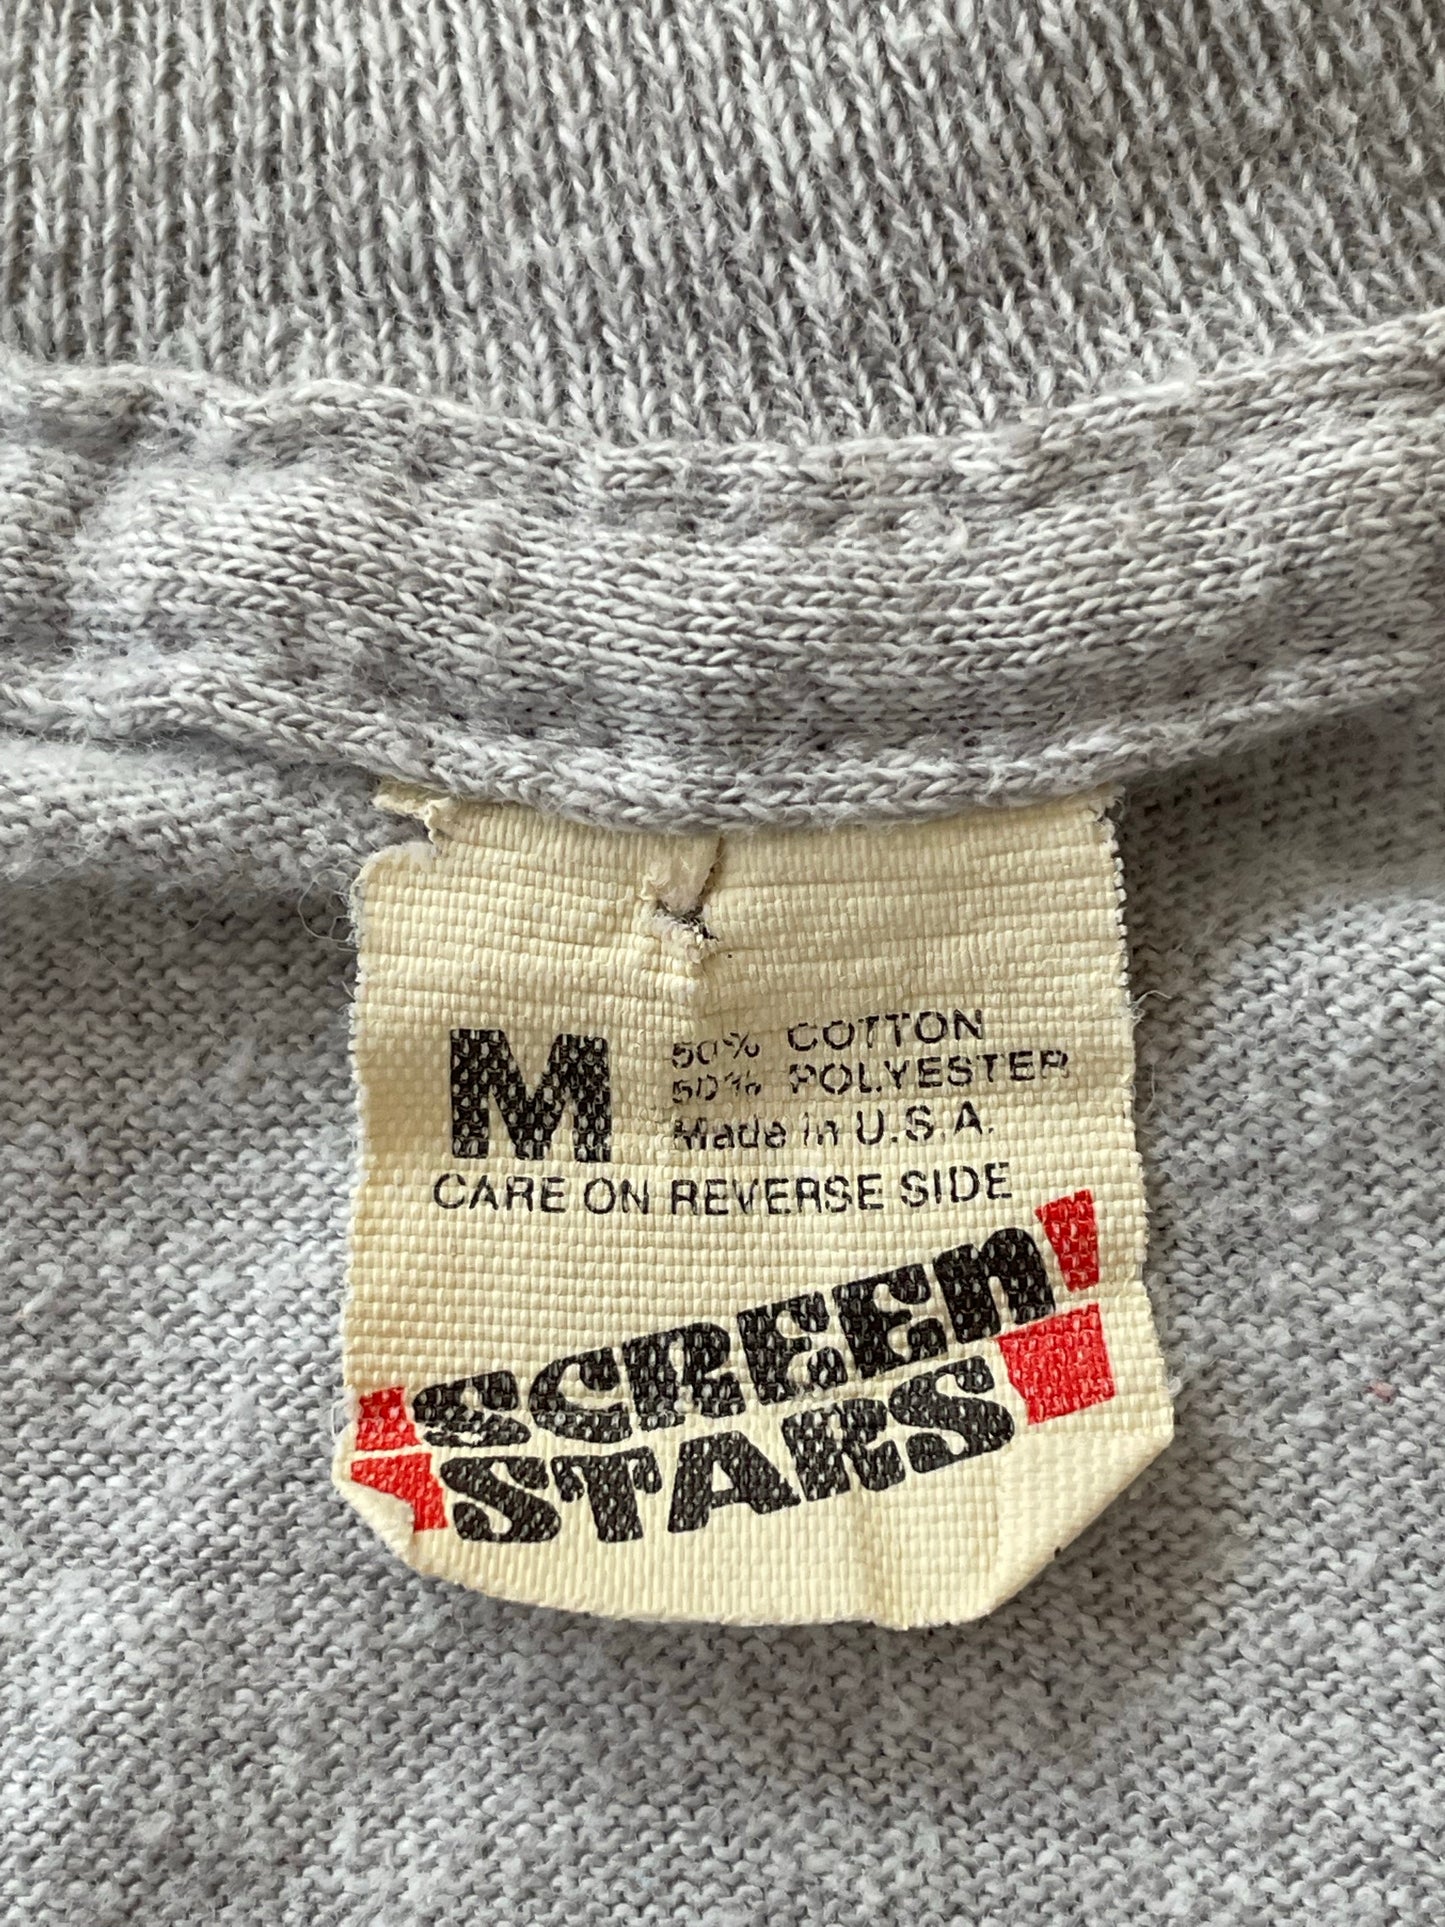 M
50% COTTON
50% POLYESTER
Made in U.S.A.
CARE ON REVERSE SIDE
SCREEN
STARS